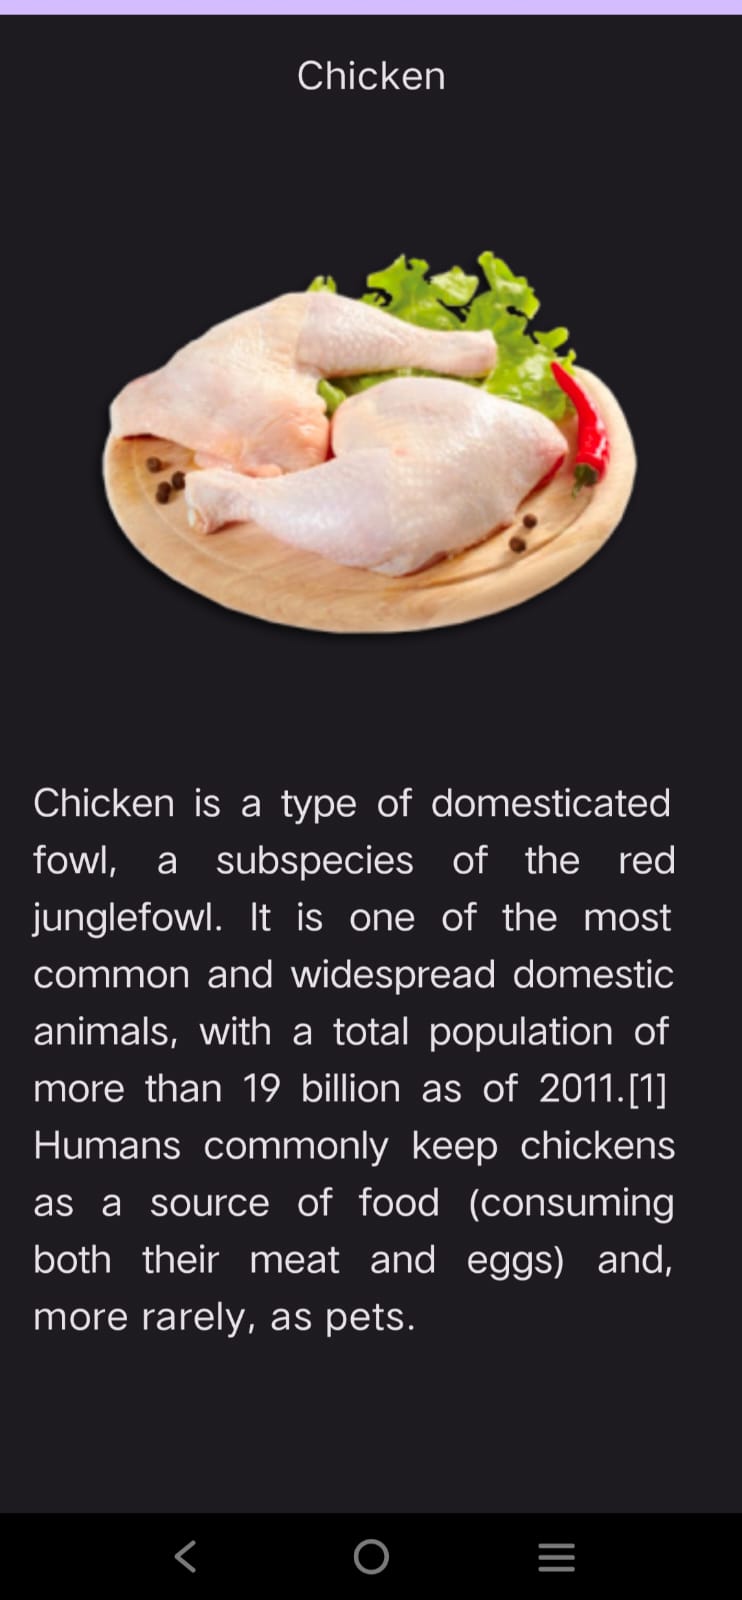 Chicken
Chicken is a type of domesticated
fowl, a subspecies of the red
junglefowl. It is one of the most
common and widespread domestic
animals, with a total population of
more than 19 billion as of 2011.[1]
Humans commonly keep chickens
as a source of food (consuming
both their meat and eggs) and,
more rarely, as pets.